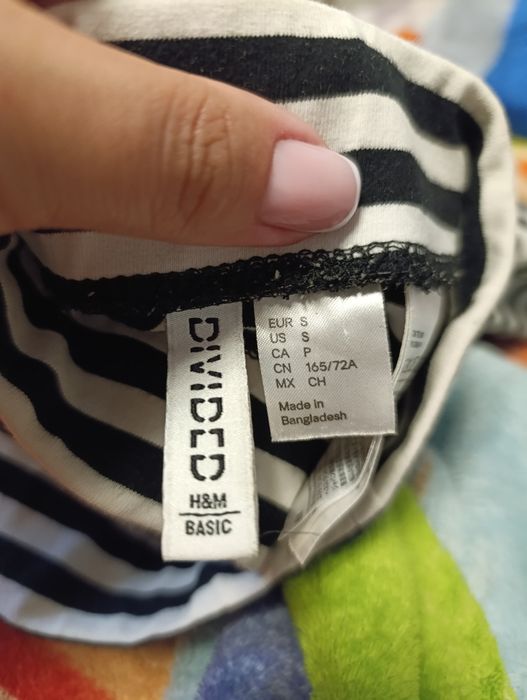 DIVIDED
H&M
BASIC
EUR S
US S
CA P
CN 165/72A
MX CH
Made in
Bangladesh